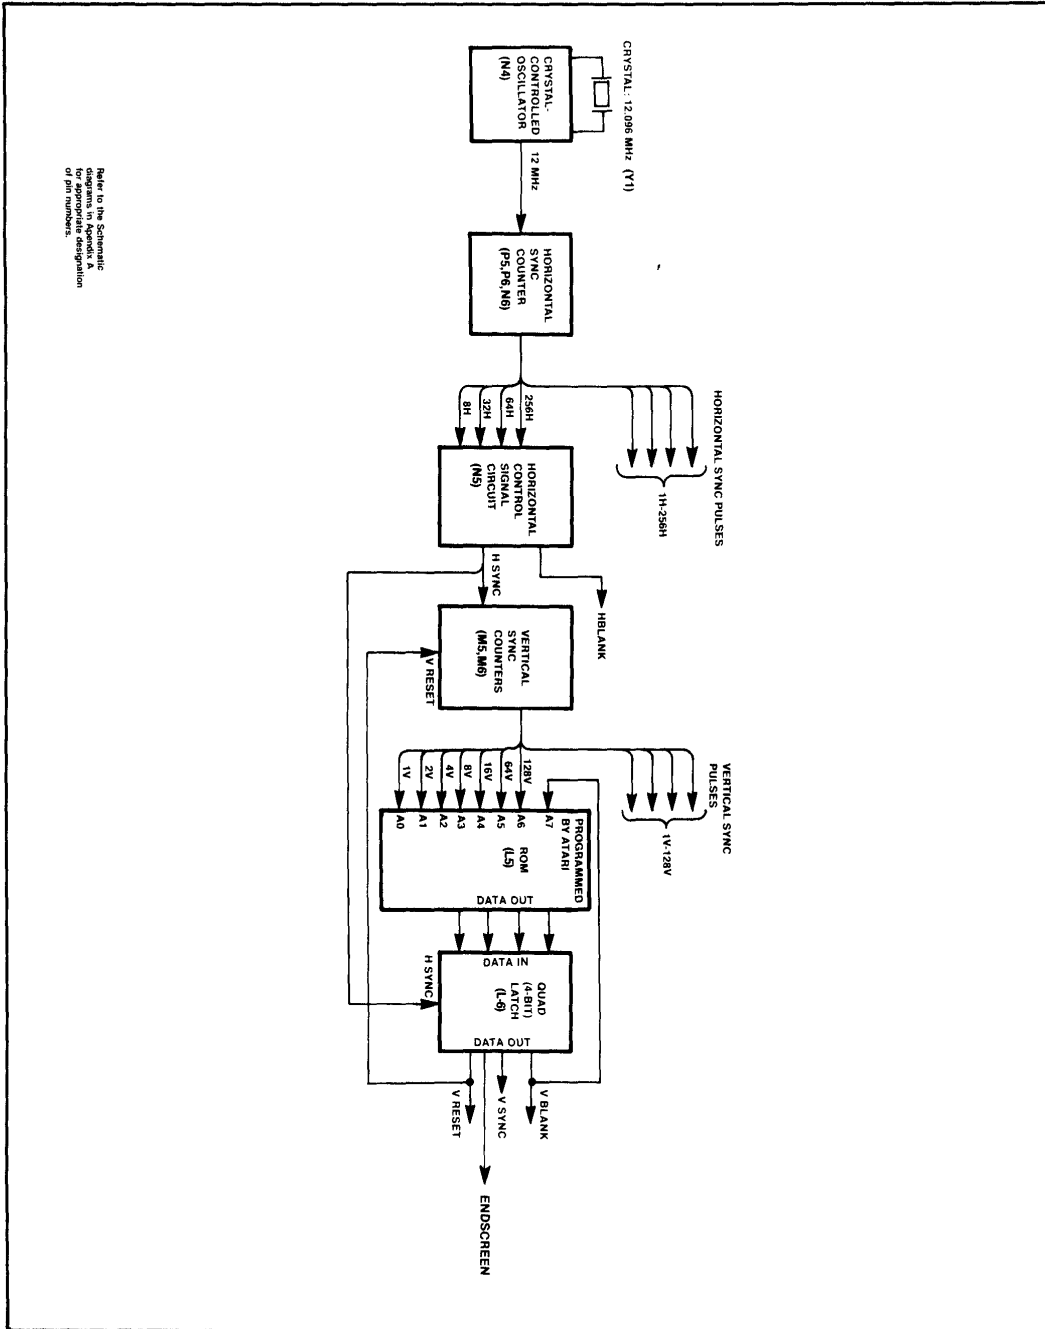 CRYSTAL: 12.096 MHz (Y1)
CRYSTAL-
CONTROLLED
OSCILLATOR
(N4)
12 MHz
HORIZONTAL
SYNC
COUNTER
(P5,P6,N6)
HORIZONTAL SYNC PULSES
1H-256H
256H
64H
32H
8H
HORIZONTAL
CONTROL
SIGNAL
CIRCUIT
(N5)
HBLANK
H SYNC
VERTICAL
SYNC
COUNTERS
(M5,M6)
V RESET
VERTICAL SYNC
PULSES
1V-128V
128V
64V
16V
8V
4V
2V
1V
PROGRAMMED
BY ATARI
A7
A6
A5
A4
A3
A2
A1
A0
ROM
(L5)
DATA OUT
DATA IN
QUAD
(4-BIT)
LATCH
(L-6)
H SYNC
DATA OUT
V BLANK
V SYNC
V RESET
ENDSCREEN
Refer to the Schematic
diagrams in Apendix A
for appropriate designation
of pin numbers.